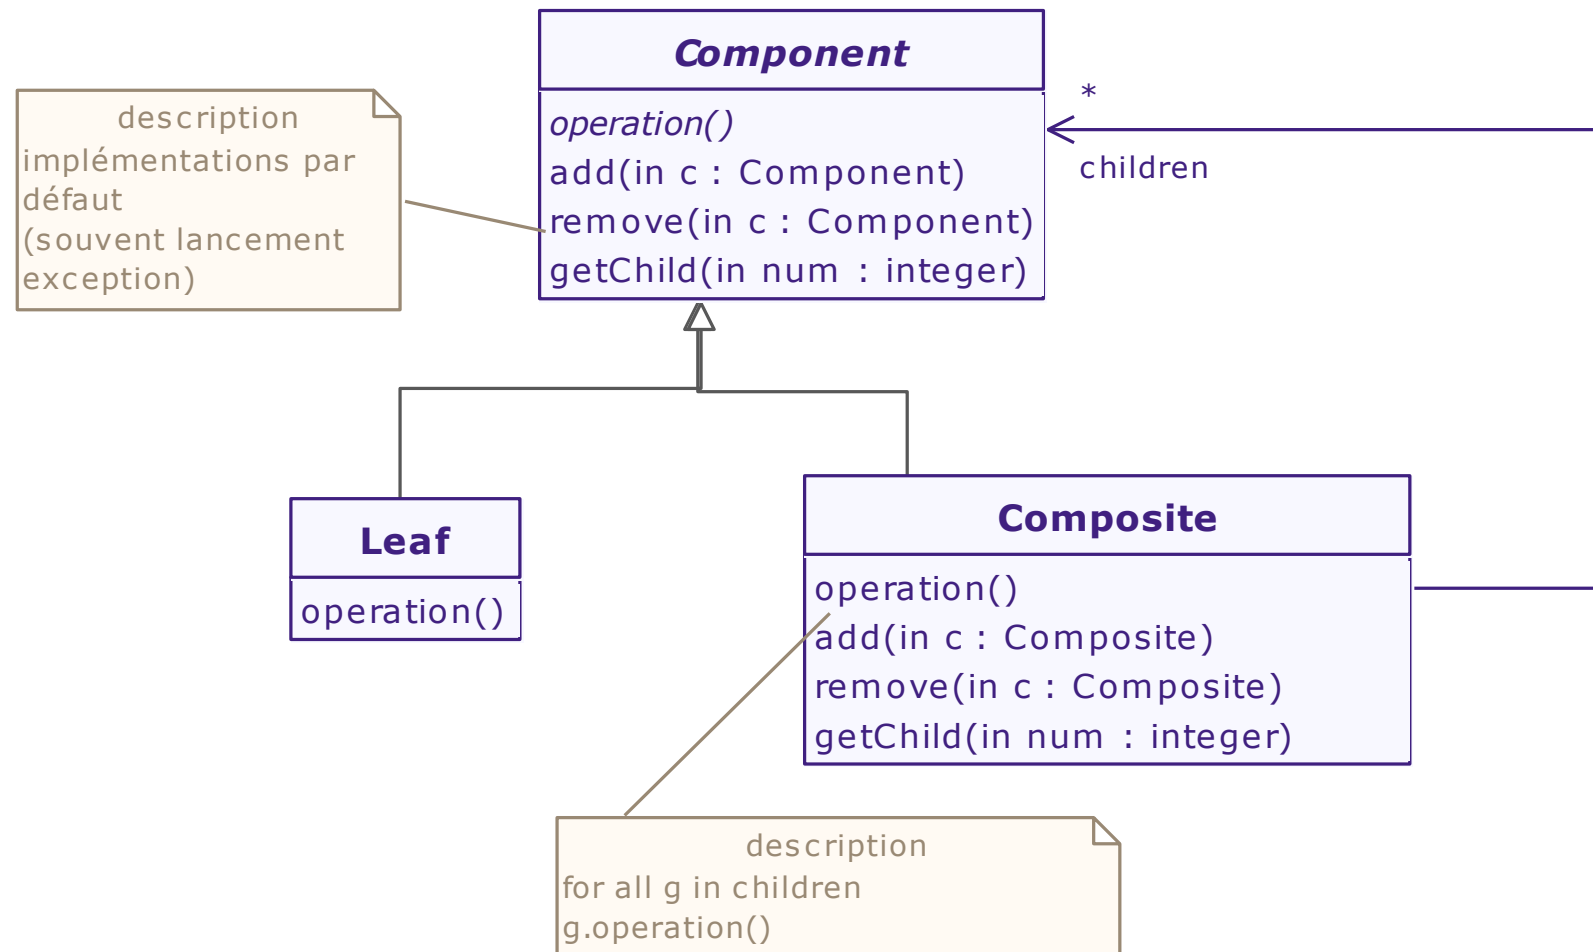 Component
operation()
add(in c : Component)
remove(in c : Component)
getChild(in num : integer)
*
children
description
implémentations par
défaut
(souvent lancement
exception)
Leaf
operation()
Composite
operation()
add(in c : Composite)
remove(in c : Composite)
getChild(in num : integer)
description
for all g in children
g.operation()